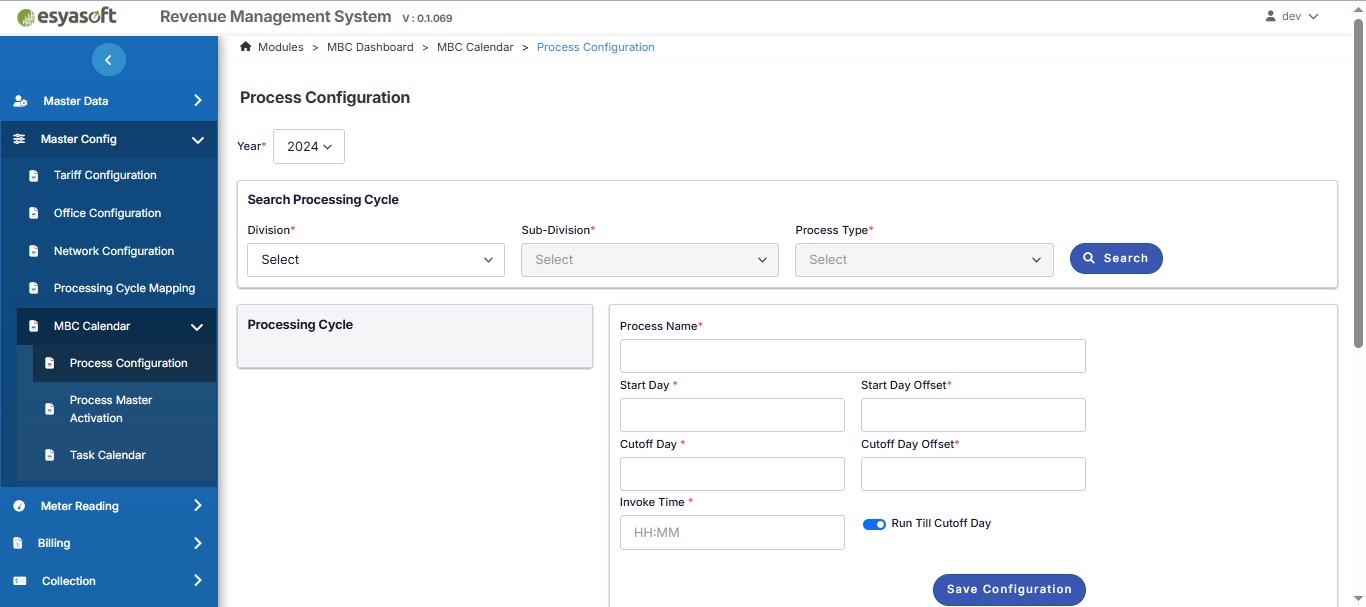 esyasoft Revenue Management System V : 0.1.069 dev
Modules > MBC Dashboard > MBC Calendar > Process Configuration
Master Data
Master Config
Tariff Configuration
Office Configuration
Network Configuration
Processing Cycle Mapping
MBC Calendar
Process Configuration
Process Master
Activation
Task Calendar
Meter Reading
Billing
Collection
Process Configuration
Year* 2024
Search Processing Cycle
Division* Sub-Division* Process Type*
Select Select Select Search
Processing Cycle
Process Name*
Start Day * Start Day Offset*
Cutoff Day * Cutoff Day Offset*
Invoke Time *
HH:MM Run Till Cutoff Day
Save Configuration